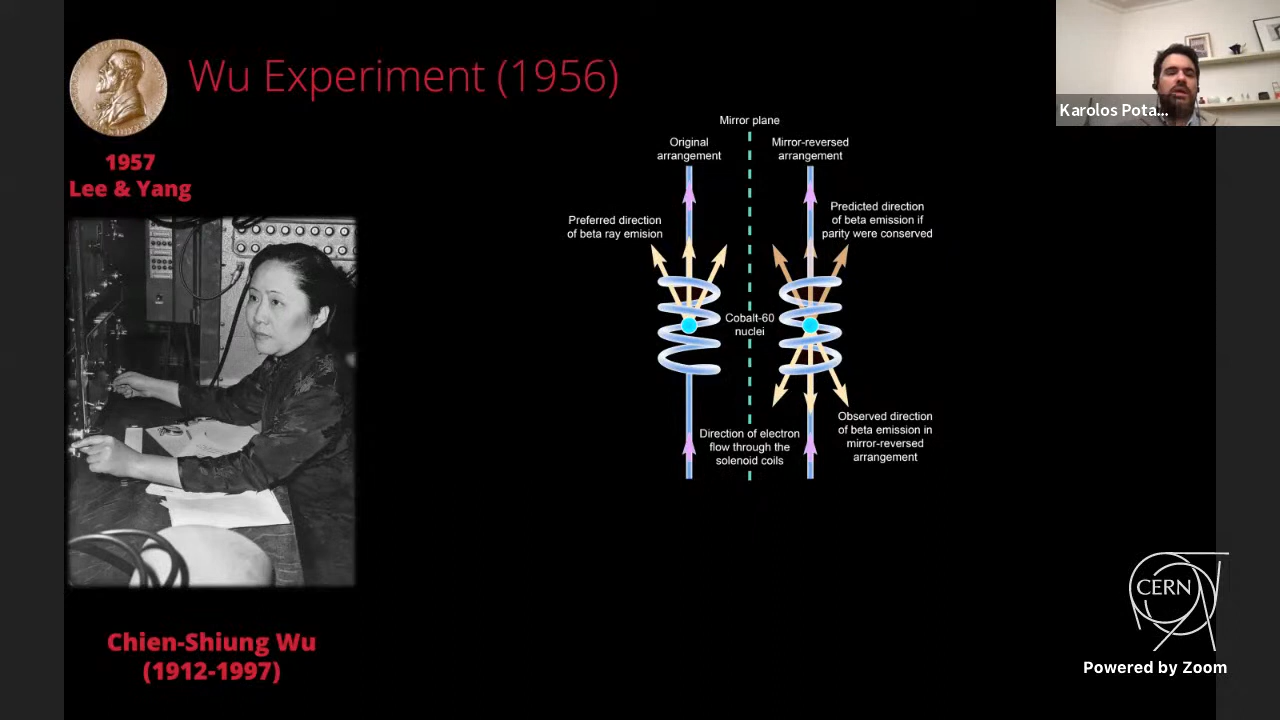 Wu Experiment (1956)
1957
Lee & Yang
Chien-Shiung Wu
(1912-1997)
Mirror plane
Original
arrangement
Mirror-reversed
arrangement
Preferred direction
of beta ray emision
Predicted direction
of beta emission if
parity were conserved
Cobalt-60
nuclei
Direction of electron
flow through the
solenoid coils
Observed direction
of beta emission in
mirror-reversed
arrangement
Karolos Pota...
CERN
Powered by Zoom